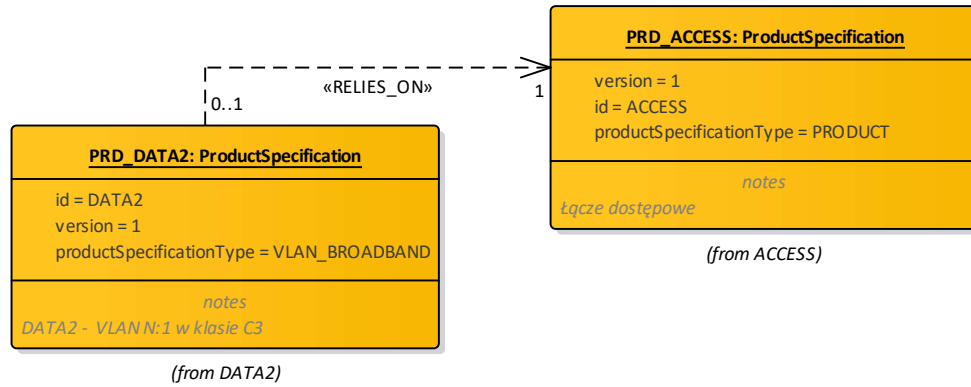 PRD_ACCESS: ProductSpecification
version = 1
id = ACCESS
productSpecificationType = PRODUCT
notes
Łącze dostępowe
(from ACCESS)
«RELIES_ON»
0..1
1
PRD_DATA2: ProductSpecification
id = DATA2
version = 1
productSpecificationType = VLAN_BROADBAND
notes
DATA2 - VLAN N:1 w klasie C3
(from DATA2)